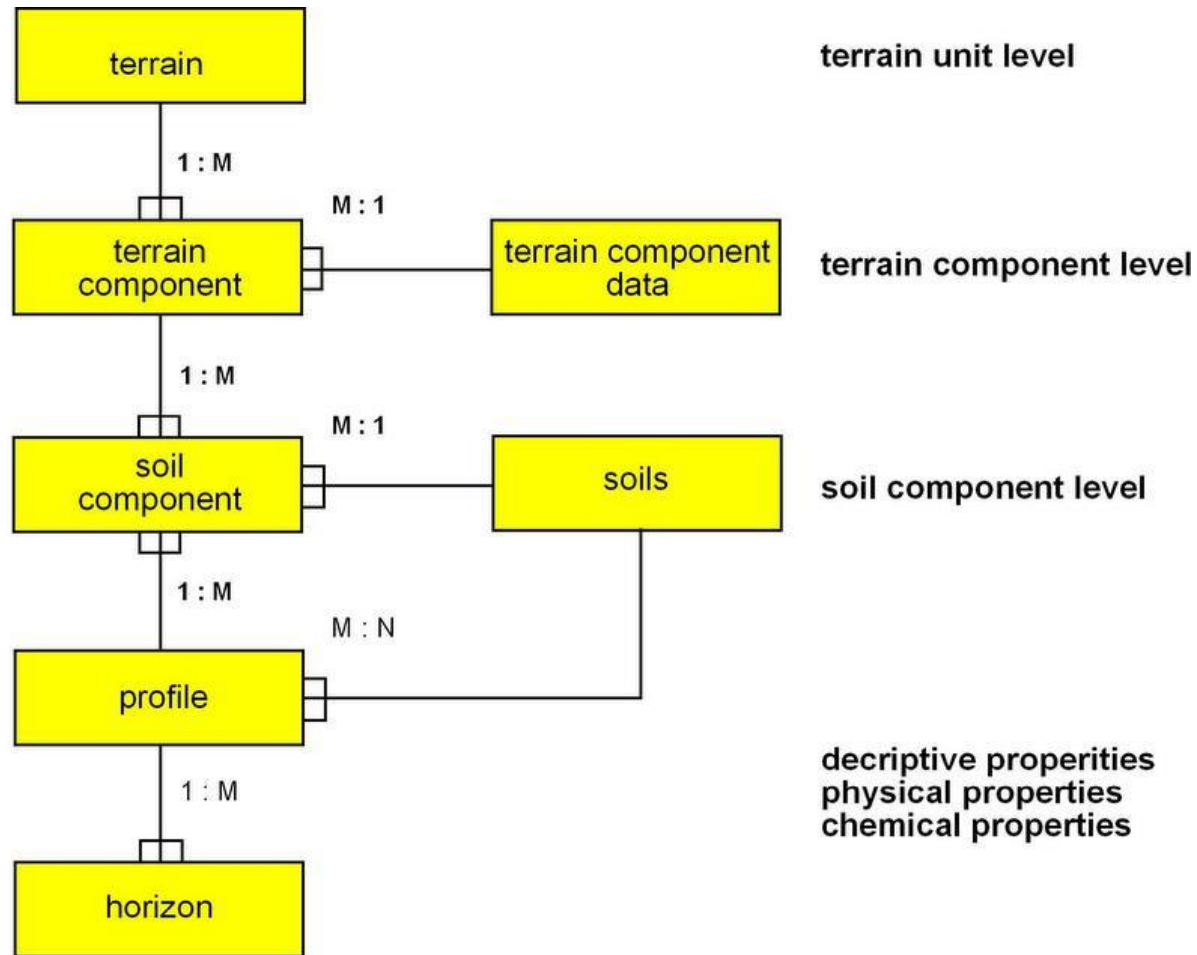 terrain
terrain unit level
1 : M
M : 1
terrain
component
terrain component
data
terrain component level
1 : M
M : 1
soil
component
soils
soil component level
1 : M
M : N
profile
decriptive properities
physical properties
chemical properties
1 : M
horizon